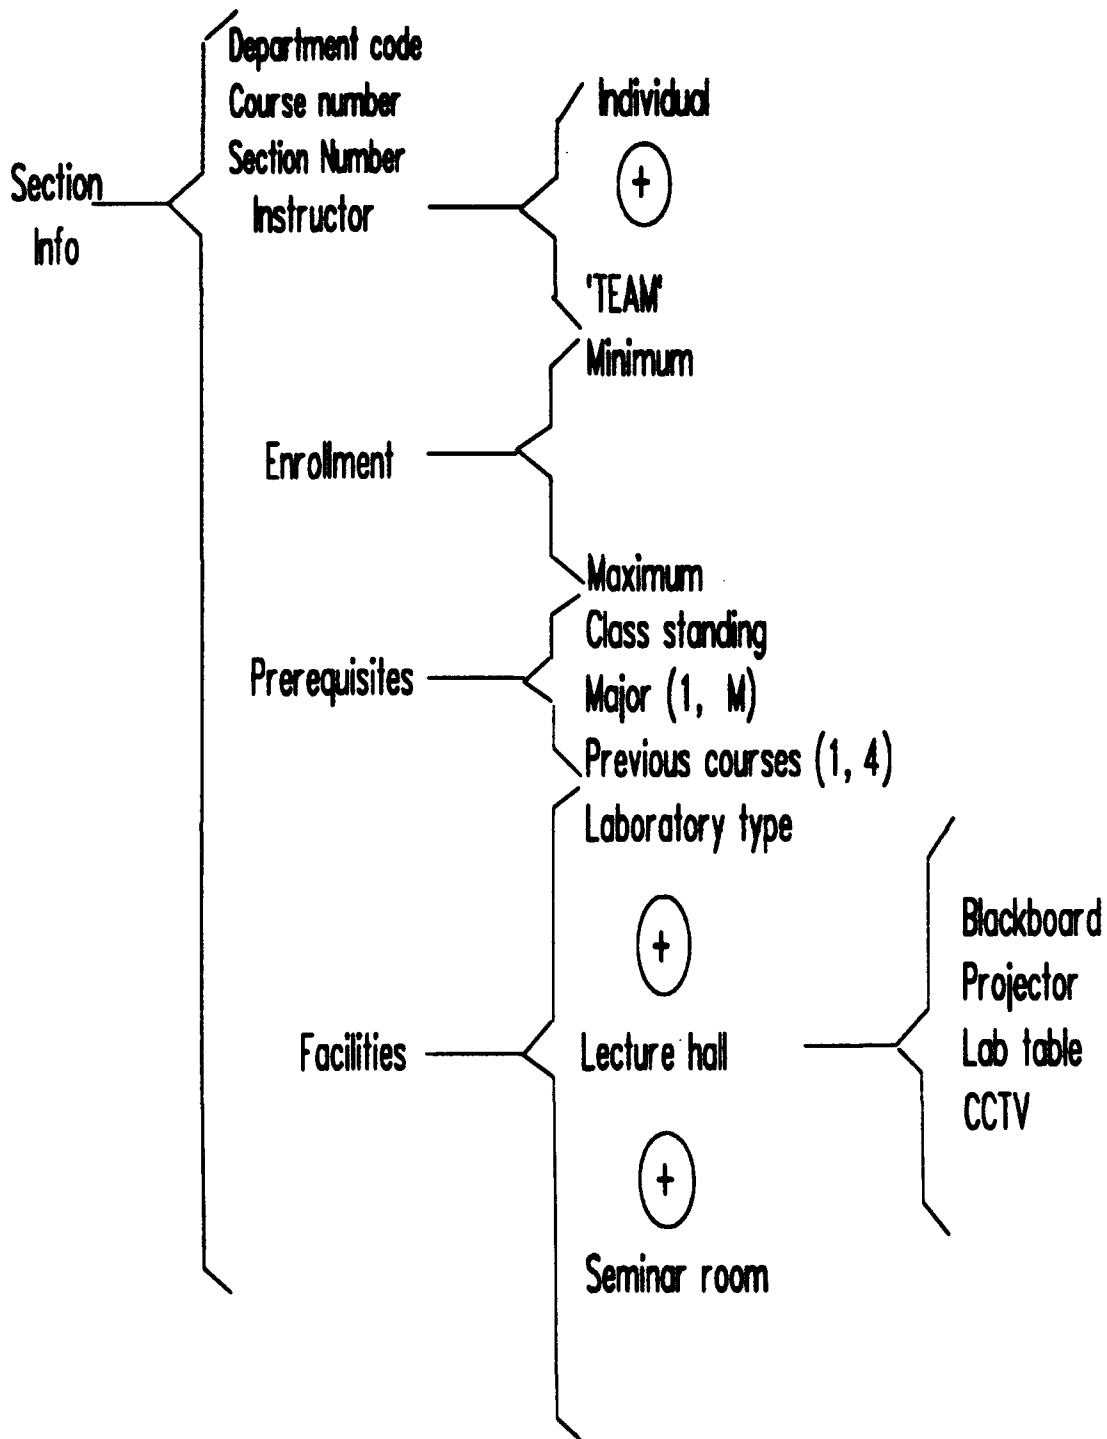 Section
Info
Department code
Course number
Section Number
Instructor
Individual
+
'TEAM'
Enrollment
Minimum
Maximum
Prerequisites
Class standing
Major (1, M)
Previous courses (1, 4)
Facilities
Laboratory type
+
Lecture hall
+
Seminar room
Blackboard
Projector
Lab table
CCTV